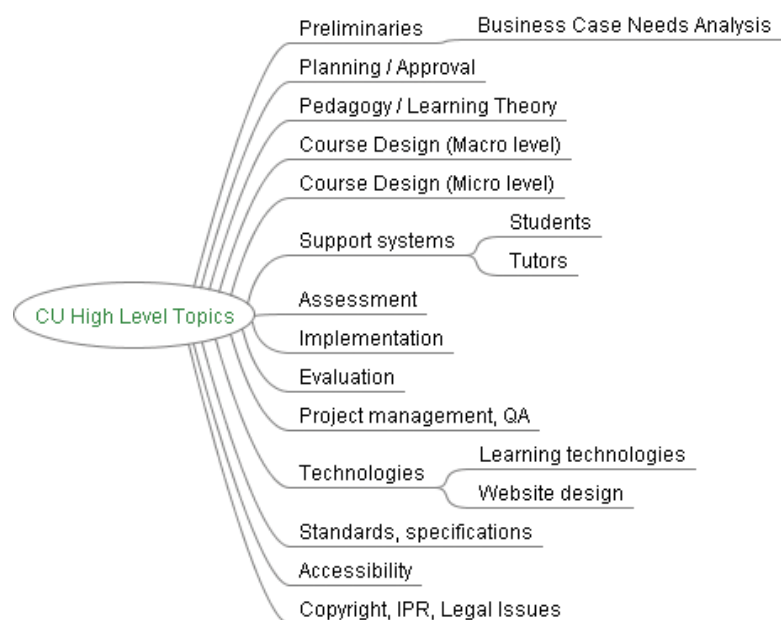 Preliminaries
Business Case Needs Analysis
Planning / Approval
Pedagogy / Learning Theory
Course Design (Macro level)
Course Design (Micro level)
Support systems
Students
Tutors
CU High Level Topics
Assessment
Implementation
Evaluation
Project management, QA
Technologies
Learning technologies
Website design
Standards, specifications
Accessibility
Copyright, IPR, Legal Issues